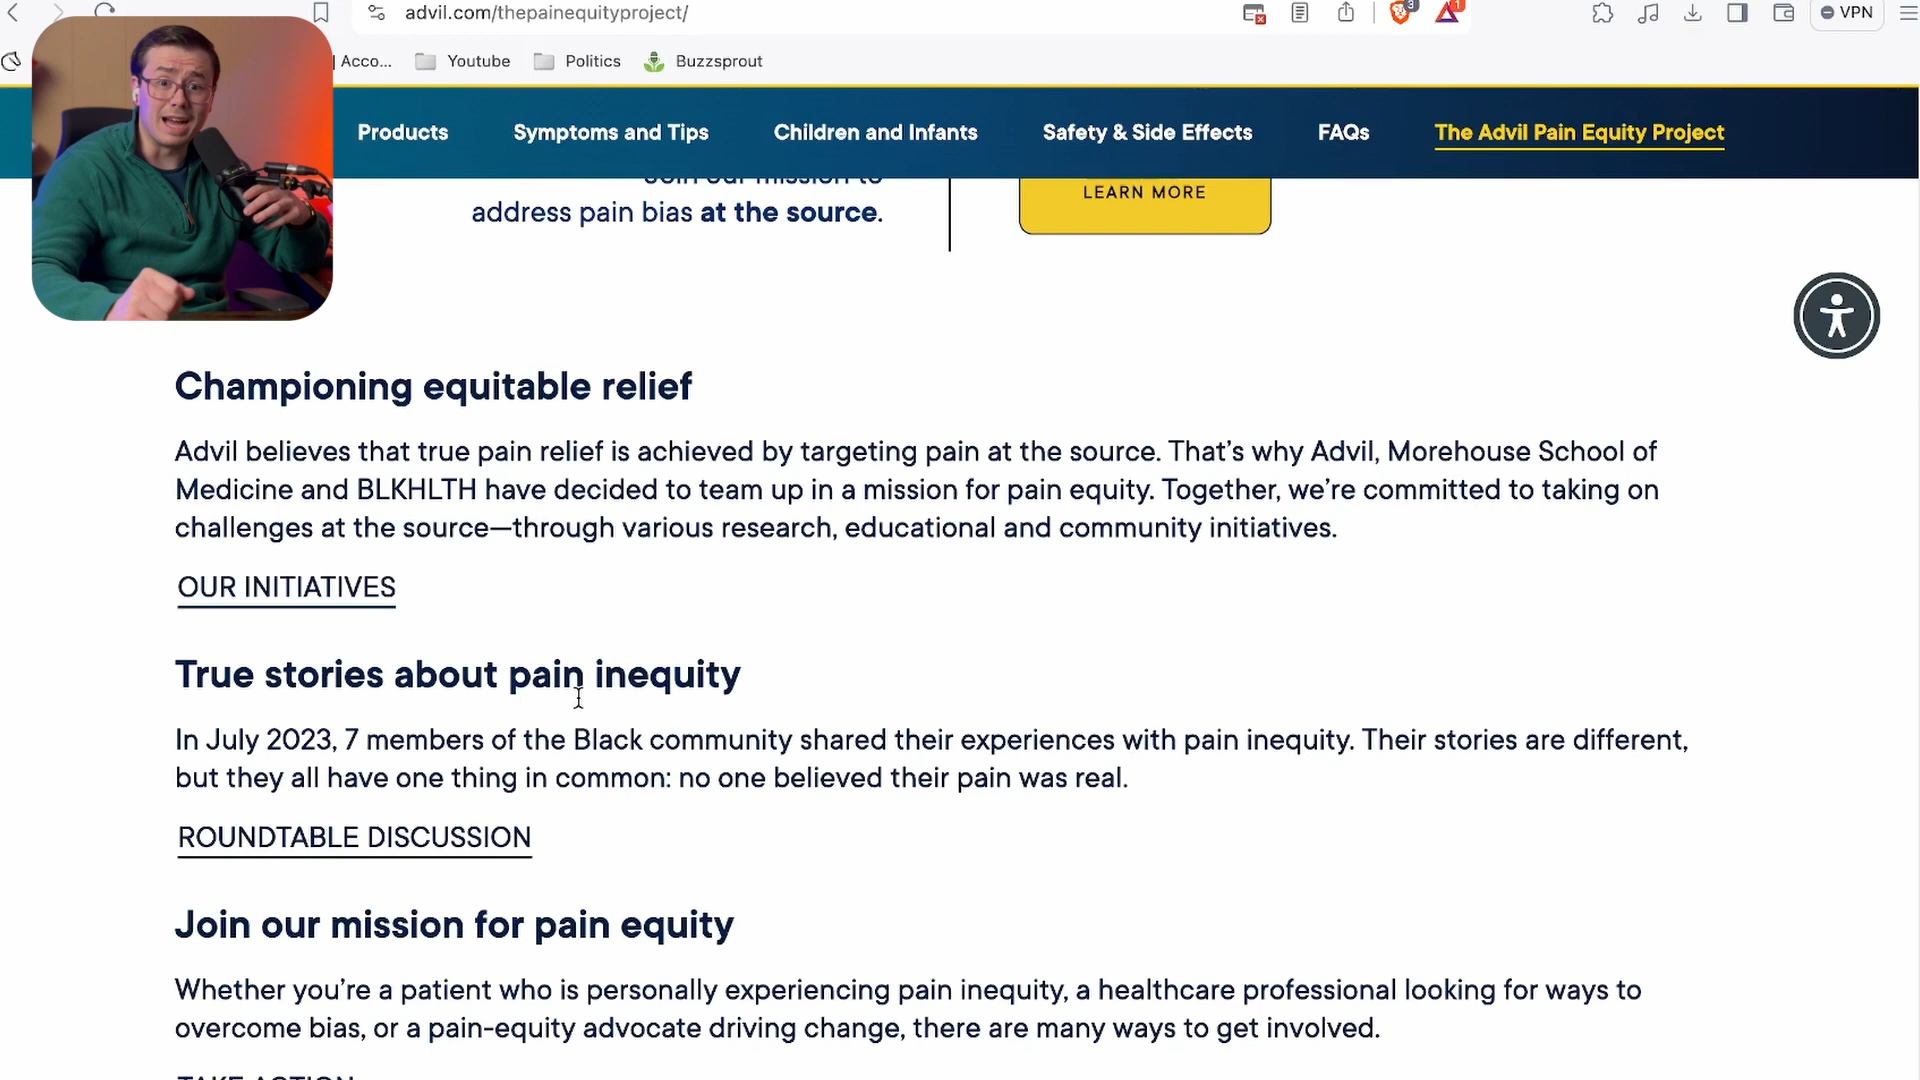 advil.com/thepainequityproject/
3
1
VPN
Acco...
Youtube
Politics
Buzzsprout
Products
Symptoms and Tips
Children and Infants
Safety & Side Effects
FAQs
The Advil Pain Equity Project
Join our mission to
address pain bias at the source.
LEARN MORE
Championing equitable relief
Advil believes that true pain relief is achieved by targeting pain at the source. That’s why Advil, Morehouse School of
Medicine and BLKHLTH have decided to team up in a mission for pain equity. Together, we’re committed to taking on
challenges at the source—through various research, educational and community initiatives.
OUR INITIATIVES
True stories about pain inequity
In July 2023, 7 members of the Black community shared their experiences with pain inequity. Their stories are different,
but they all have one thing in common: no one believed their pain was real.
ROUNDTABLE DISCUSSION
Join our mission for pain equity
Whether you’re a patient who is personally experiencing pain inequity, a healthcare professional looking for ways to
overcome bias, or a pain-equity advocate driving change, there are many ways to get involved.
TAKE ACTION